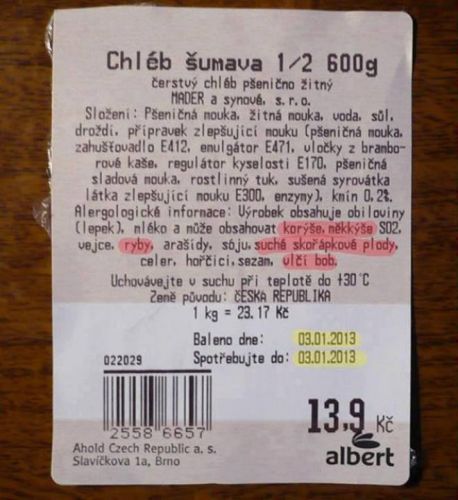 Chléb šumava 1/2 600g
čerstvý chléb pšenično žitný
MADER a synové, s.r.o.
Složení: Pšeničná mouka, žitná mouka, voda, sůl,
droždí, přípravek zlepšující mouku (pšeničná mouka,
zahušťovadlo E412, emulgátor E471, vločky z brambo-
rové kaše, regulátor kyselosti E170, pšeničná
sladová mouka, rostlinný tuk, sušená syrovátka
látka zlepšující mouku E300, enzymy), kmín 0,2%
Alergologické informace: Výrobek obsahuje obiloviny
(lepek), mléko a může obsahovat korýše, měkkýše SO2,
vejce, ryby, arašídy, sóju, suché skořápkové plody,
celer, hořčici, sezam, vlčí bob.
Uchovávejte v suchu při teplotě do +30°C
Země původu: ČESKÁ REPUBLIKA
1 kg = 23.17 Kč
Baleno dne: 03.01.2013
Spotřebujte do: 03.01.2013
022029
2558 6657
13,9 Kč
Ahold Czech Republic a. s.
Slavíčkova 1a, Brno
albert